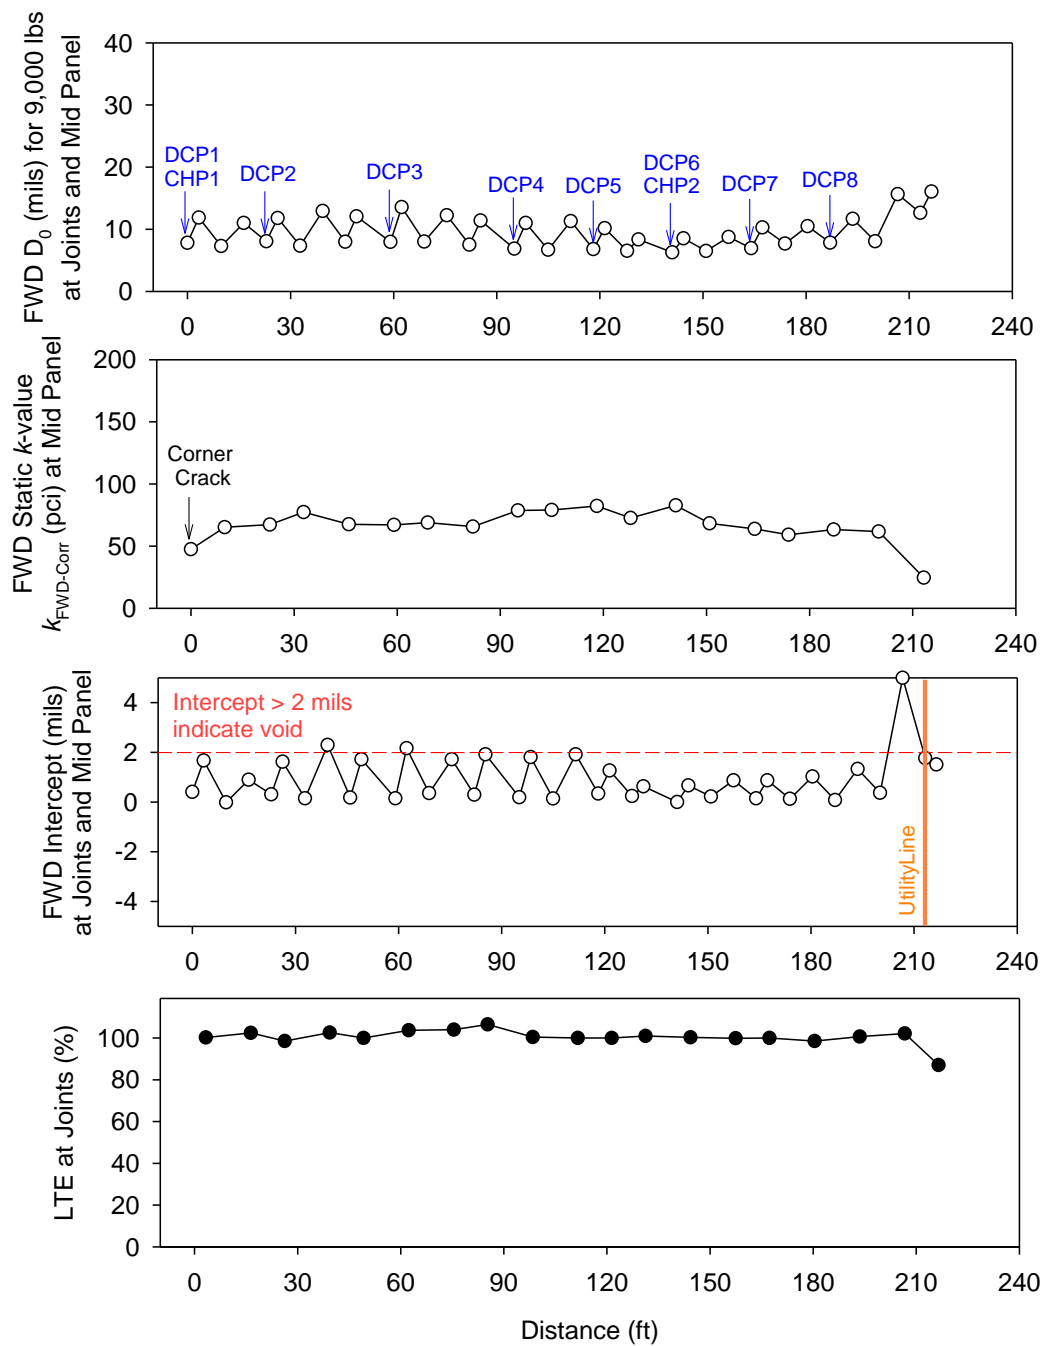 FWD D0 (mils) for 9,000 lbs
at Joints and Mid Panel
40
30
20
10
0
DCP1
CHP1
DCP2
DCP3
DCP4
DCP5
DCP6
CHP2
DCP7
DCP8
0 30 60 90 120 150 180 210 240
FWD Static k-value
kFWD-Corr (pci) at Mid Panel
200
150
100
50
0
Corner
Crack
0 30 60 90 120 150 180 210 240
FWD Intercept (mils)
at Joints and Mid Panel
4
2
0
-2
-4
Intercept > 2 mils
indicate void
UtilityLine
0 30 60 90 120 150 180 210 240
LTE at Joints (%)
100
80
60
40
20
0
0 30 60 90 120 150 180 210 240
Distance (ft)